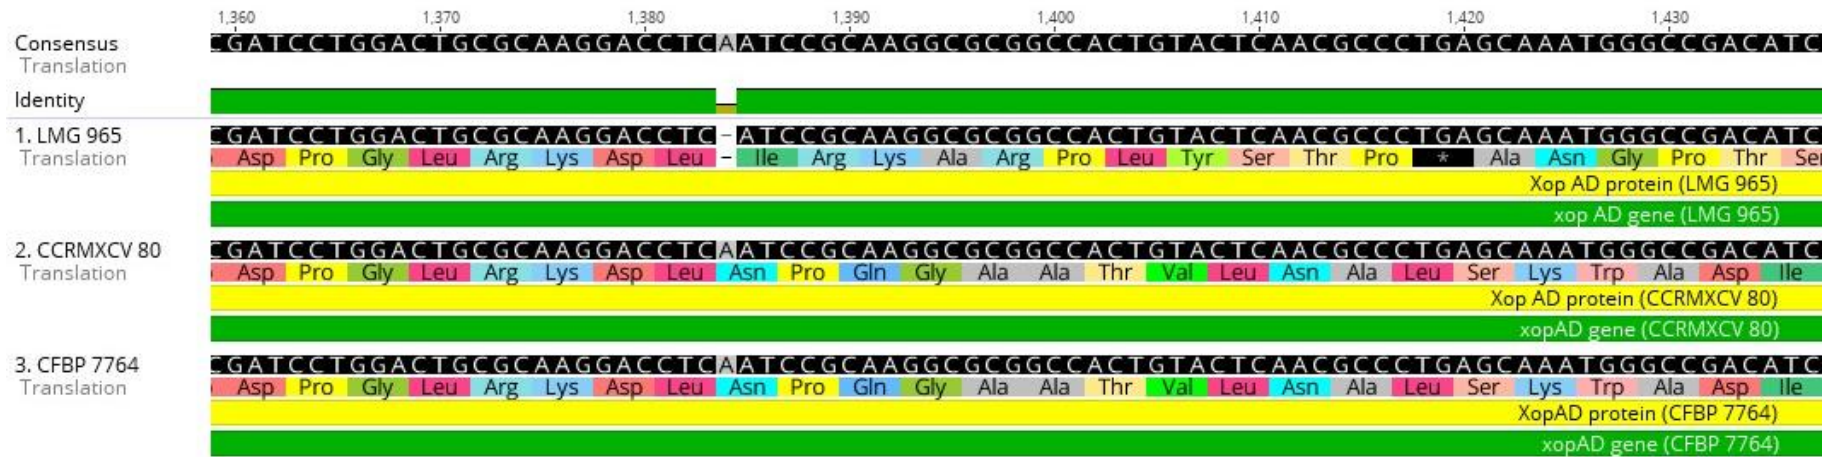 1,360 1,370 1,380 1,390 1,400 1,410 1,420 1,430
Consensus CGATCCTGGACTGCGCAAGGACCTCAATCCGCAAGGCGCGGCCACTGTACTCAACGCCCTGAGCAAATGGGCCGACATC
Translation
Identity
1. LMG 965 CGATCCTGGACTGCGCAAGGACCTC-ATCCGCAAGGCGCGGCCACTGTACTCAACGCCCTGAGCAAATGGGCCGACATC
Translation Asp Pro Gly Leu Arg Lys Asp Leu - Ile Arg Lys Ala Arg Pro Leu Tyr Ser Thr Pro * Ala Asn Gly Pro Thr Ser
Xop AD protein (LMG 965)
xop AD gene (LMG 965)
2. CCRMXCV 80 CGATCCTGGACTGCGCAAGGACCTCAATCCGCAAGGCGCGGCCACTGTACTCAACGCCCTGAGCAAATGGGCCGACATC
Translation Asp Pro Gly Leu Arg Lys Asp Leu Asn Pro Gln Gly Ala Ala Thr Val Leu Asn Ala Leu Ser Lys Trp Ala Asp Ile
Xop AD protein (CCRMXCV 80)
xopAD gene (CCRMXCV 80)
3. CFBP 7764 CGATCCTGGACTGCGCAAGGACCTCAATCCGCAAGGCGCGGCCACTGTACTCAACGCCCTGAGCAAATGGGCCGACATC
Translation Asp Pro Gly Leu Arg Lys Asp Leu Asn Pro Gln Gly Ala Ala Thr Val Leu Asn Ala Leu Ser Lys Trp Ala Asp Ile
XopAD protein (CFBP 7764)
xopAD gene (CFBP 7764)